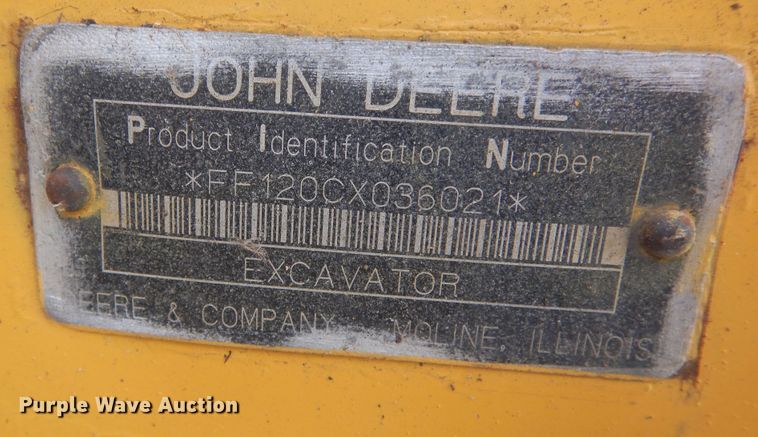 JOHN DEERE
Product Identification Number
*FF120CX036021*
EXCAVATOR
DEERE & COMPANY MOLINE, ILLINOIS
Purple Wave Auction